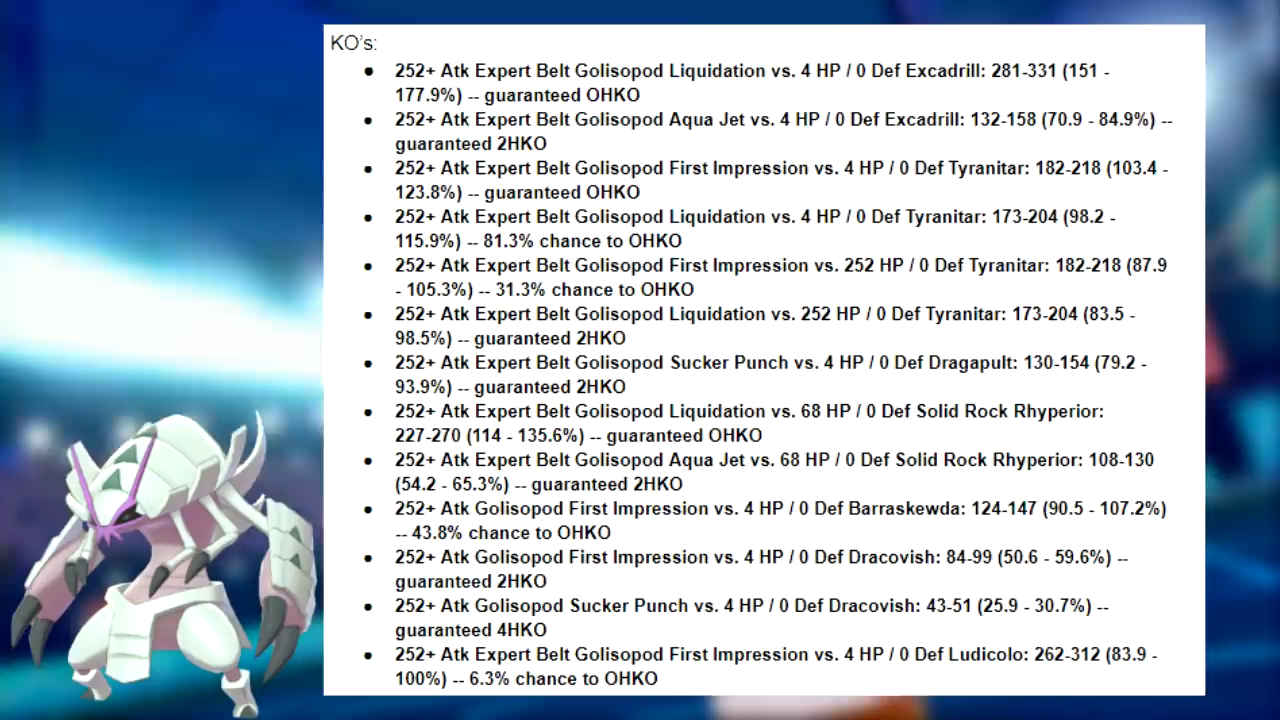 KO's:
● 252+ Atk Expert Belt Golisopod Liquidation vs. 4 HP / 0 Def Excadrill: 281-331 (151 -
177.9%) -- guaranteed OHKO
● 252+ Atk Expert Belt Golisopod Aqua Jet vs. 4 HP / 0 Def Excadrill: 132-158 (70.9 - 84.9%) --
guaranteed 2HKO
● 252+ Atk Expert Belt Golisopod First Impression vs. 4 HP / 0 Def Tyranitar: 182-218 (103.4 -
123.8%) -- guaranteed OHKO
● 252+ Atk Expert Belt Golisopod Liquidation vs. 4 HP / 0 Def Tyranitar: 173-204 (98.2 -
115.9%) -- 81.3% chance to OHKO
● 252+ Atk Expert Belt Golisopod First Impression vs. 252 HP / 0 Def Tyranitar: 182-218 (87.9
- 105.3%) -- 31.3% chance to OHKO
● 252+ Atk Expert Belt Golisopod Liquidation vs. 252 HP / 0 Def Tyranitar: 173-204 (83.5 -
98.5%) -- guaranteed 2HKO
● 252+ Atk Expert Belt Golisopod Sucker Punch vs. 4 HP / 0 Def Dragapult: 130-154 (79.2 -
93.9%) -- guaranteed 2HKO
● 252+ Atk Expert Belt Golisopod Liquidation vs. 68 HP / 0 Def Solid Rock Rhyperior:
227-270 (114 - 135.6%) -- guaranteed OHKO
● 252+ Atk Expert Belt Golisopod Aqua Jet vs. 68 HP / 0 Def Solid Rock Rhyperior: 108-130
(54.2 - 65.3%) -- guaranteed 2HKO
● 252+ Atk Golisopod First Impression vs. 4 HP / 0 Def Barraskewda: 124-147 (90.5 - 107.2%)
-- 43.8% chance to OHKO
● 252+ Atk Golisopod First Impression vs. 4 HP / 0 Def Dracovish: 84-99 (50.6 - 59.6%) --
guaranteed 2HKO
● 252+ Atk Golisopod Sucker Punch vs. 4 HP / 0 Def Dracovish: 43-51 (25.9 - 30.7%) --
guaranteed 4HKO
● 252+ Atk Expert Belt Golisopod First Impression vs. 4 HP / 0 Def Ludicolo: 262-312 (83.9 -
100%) -- 6.3% chance to OHKO